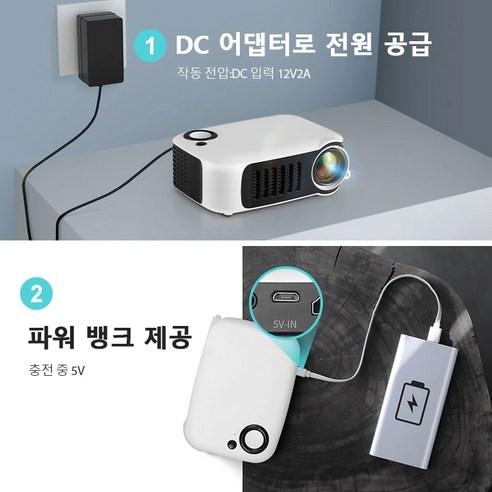 1 DC 어댑터로 전원 공급
작동 전압:DC 입력 12V2A
2
5V-IN
파워 뱅크 제공
충전 중 5V